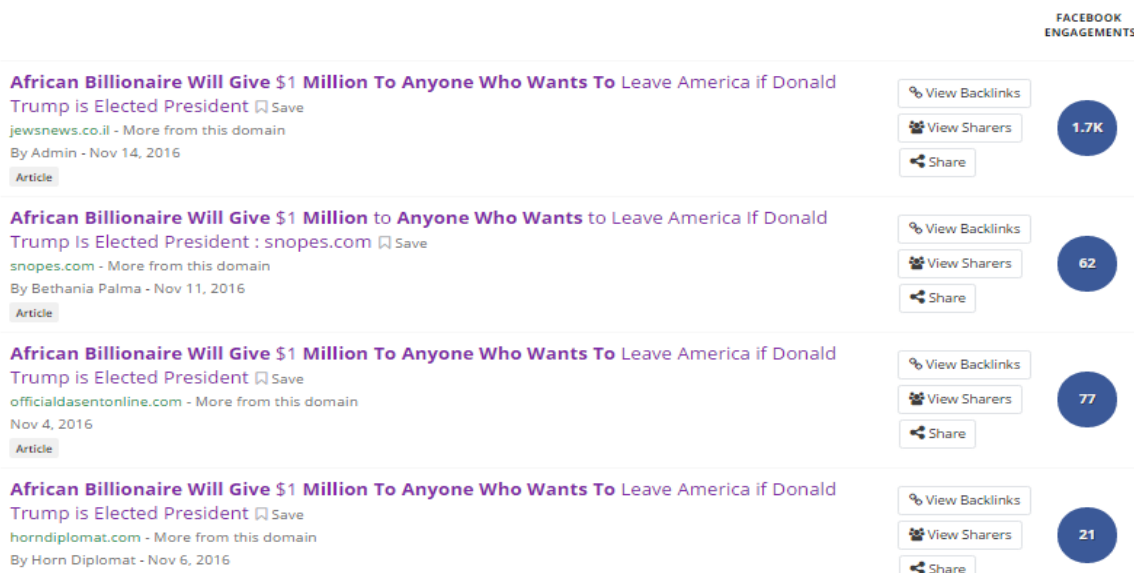 FACEBOOK
ENGAGEMENTS
African Billionaire Will Give $1 Million To Anyone Who Wants To Leave America if Donald
Trump is Elected President Save
jewsnews.co.il - More from this domain
By Admin - Nov 14, 2016
Article
View Backlinks
View Sharers
Share
1.7K
African Billionaire Will Give $1 Million to Anyone Who Wants to Leave America If Donald
Trump Is Elected President : snopes.com Save
snopes.com - More from this domain
By Bethania Palma - Nov 11, 2016
Article
View Backlinks
View Sharers
Share
62
African Billionaire Will Give $1 Million To Anyone Who Wants To Leave America if Donald
Trump is Elected President Save
officialdasentonline.com - More from this domain
Nov 4, 2016
Article
View Backlinks
View Sharers
Share
77
African Billionaire Will Give $1 Million To Anyone Who Wants To Leave America if Donald
Trump is Elected President Save
horndiplomat.com - More from this domain
By Horn Diplomat - Nov 6, 2016
View Backlinks
View Sharers
Share
21